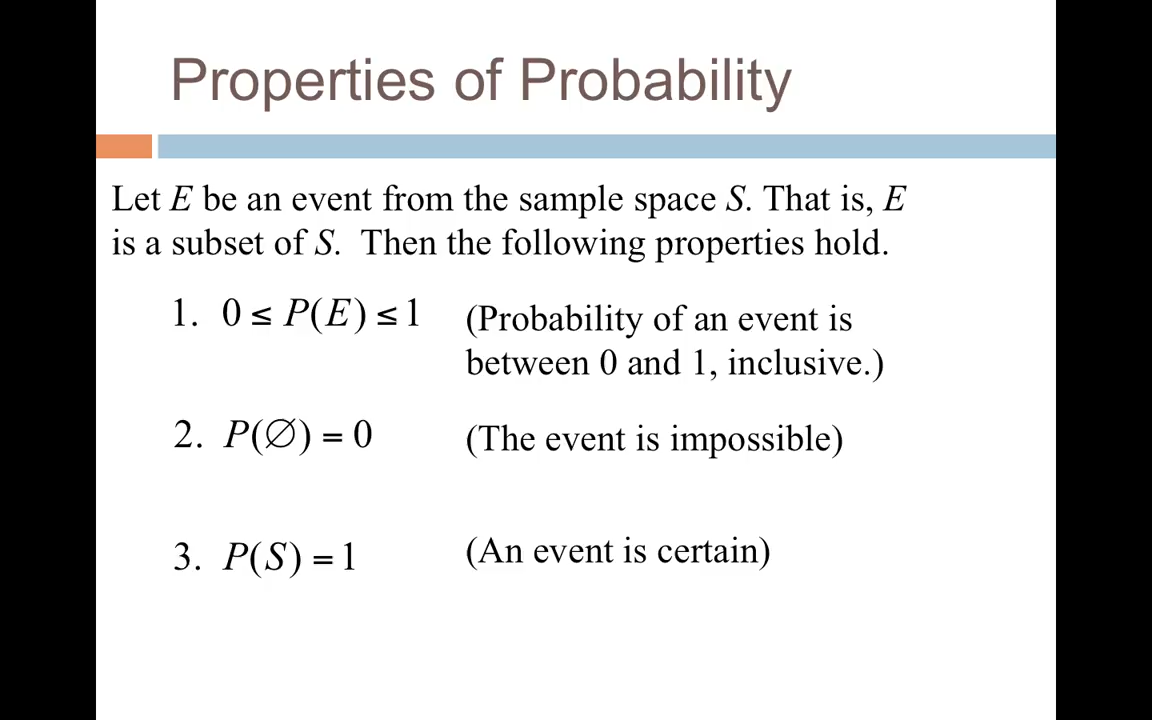 Properties of Probability
Let E be an event from the sample space S. That is, E
is a subset of S. Then the following properties hold.
1. 0 ≤ P(E) ≤ 1 (Probability of an event is
between 0 and 1, inclusive.)
2. P(∅) = 0 (The event is impossible)
3. P(S) = 1 (An event is certain)